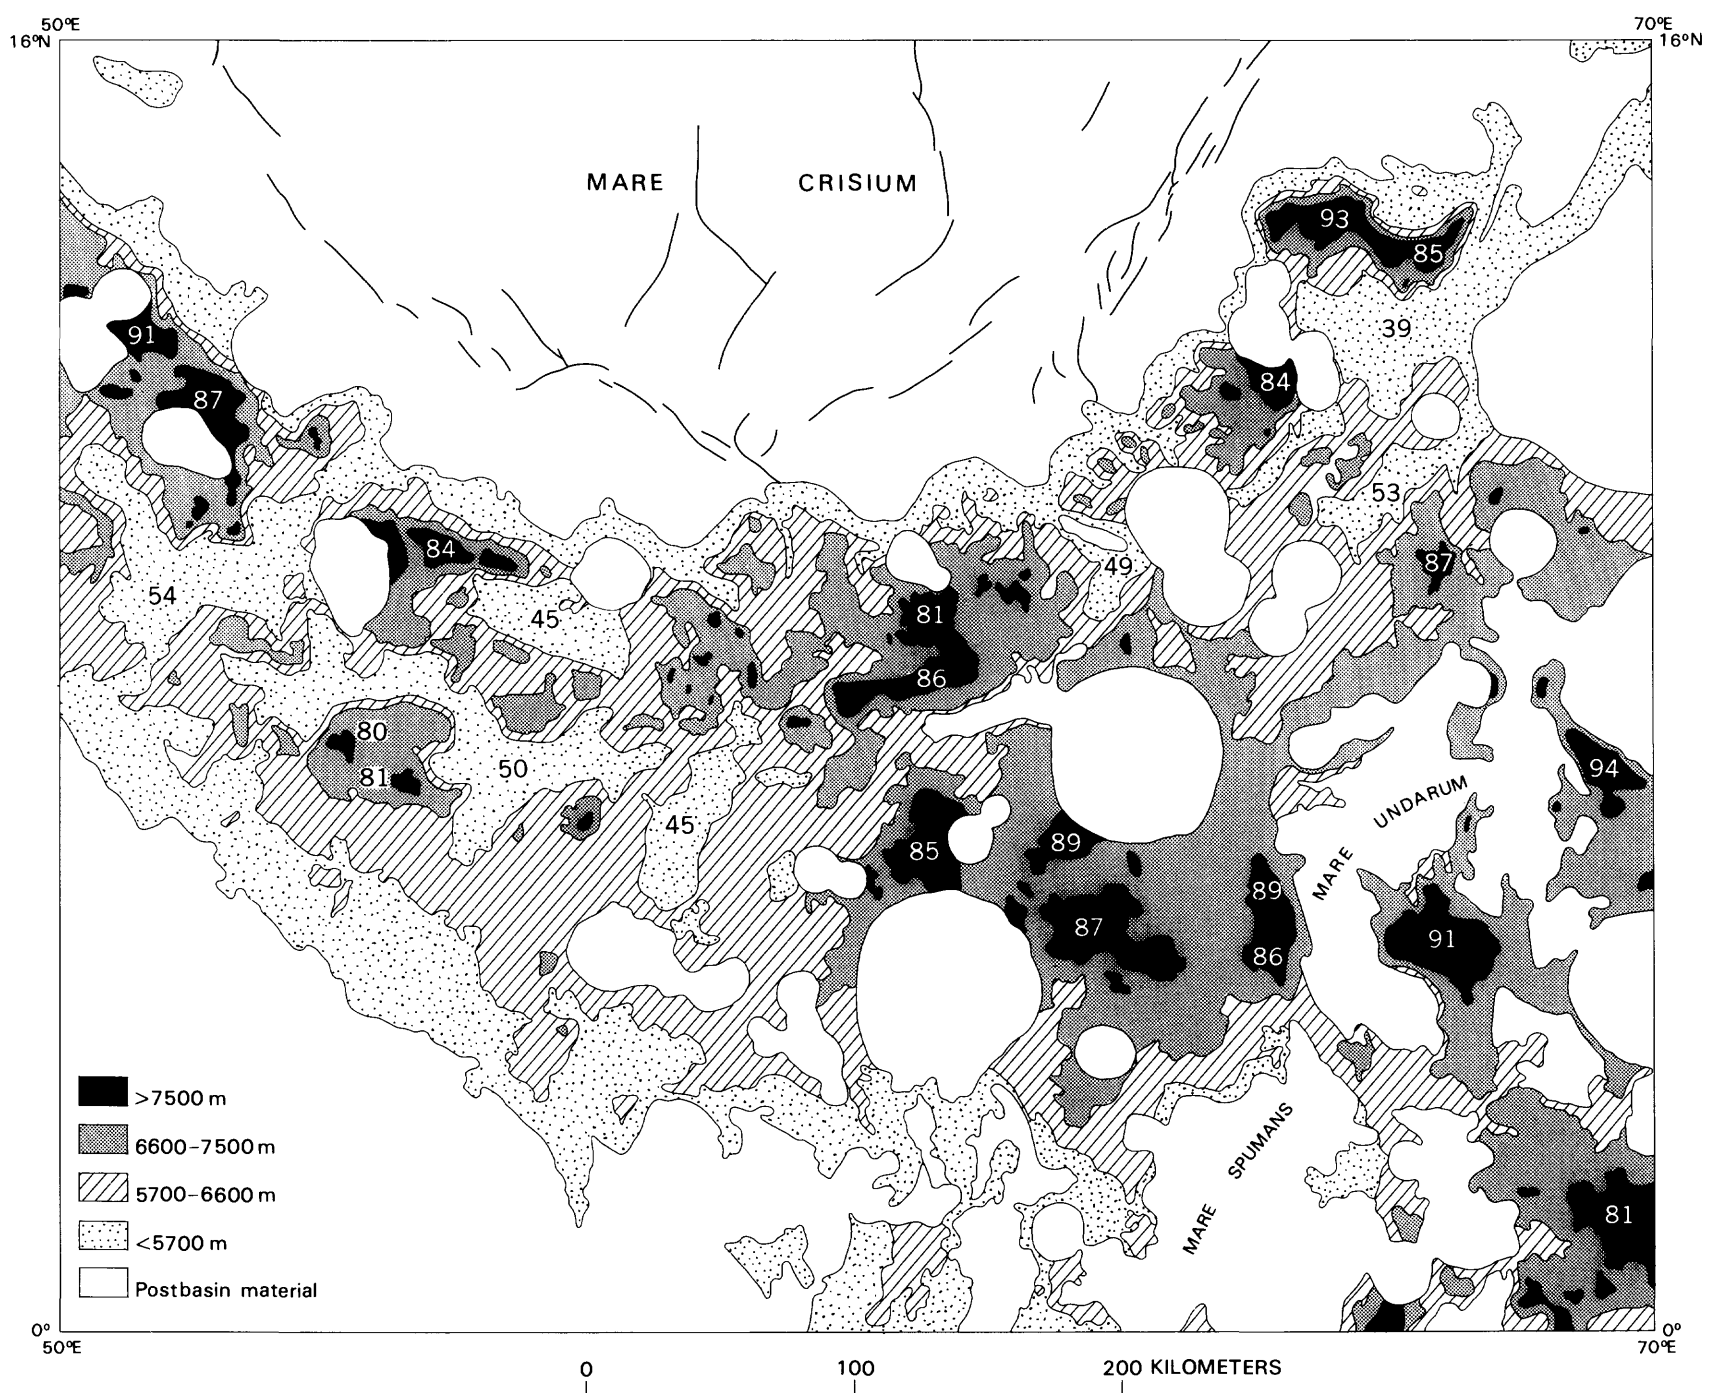 50°E
70°E
16°N
16°N
MARE CRISIUM
93
85
39
91
84
87
53
84
87
54
49
45
81
86
80
94
50
81
UNDARUM
45
89
85
MARE
89
87
91
86
>7500 m
6600-7500 m
MARE SPUMANS
5700-6600 m
81
<5700 m
Postbasin material
0°
0°
50°E
70°E
0 100 200 KILOMETERS